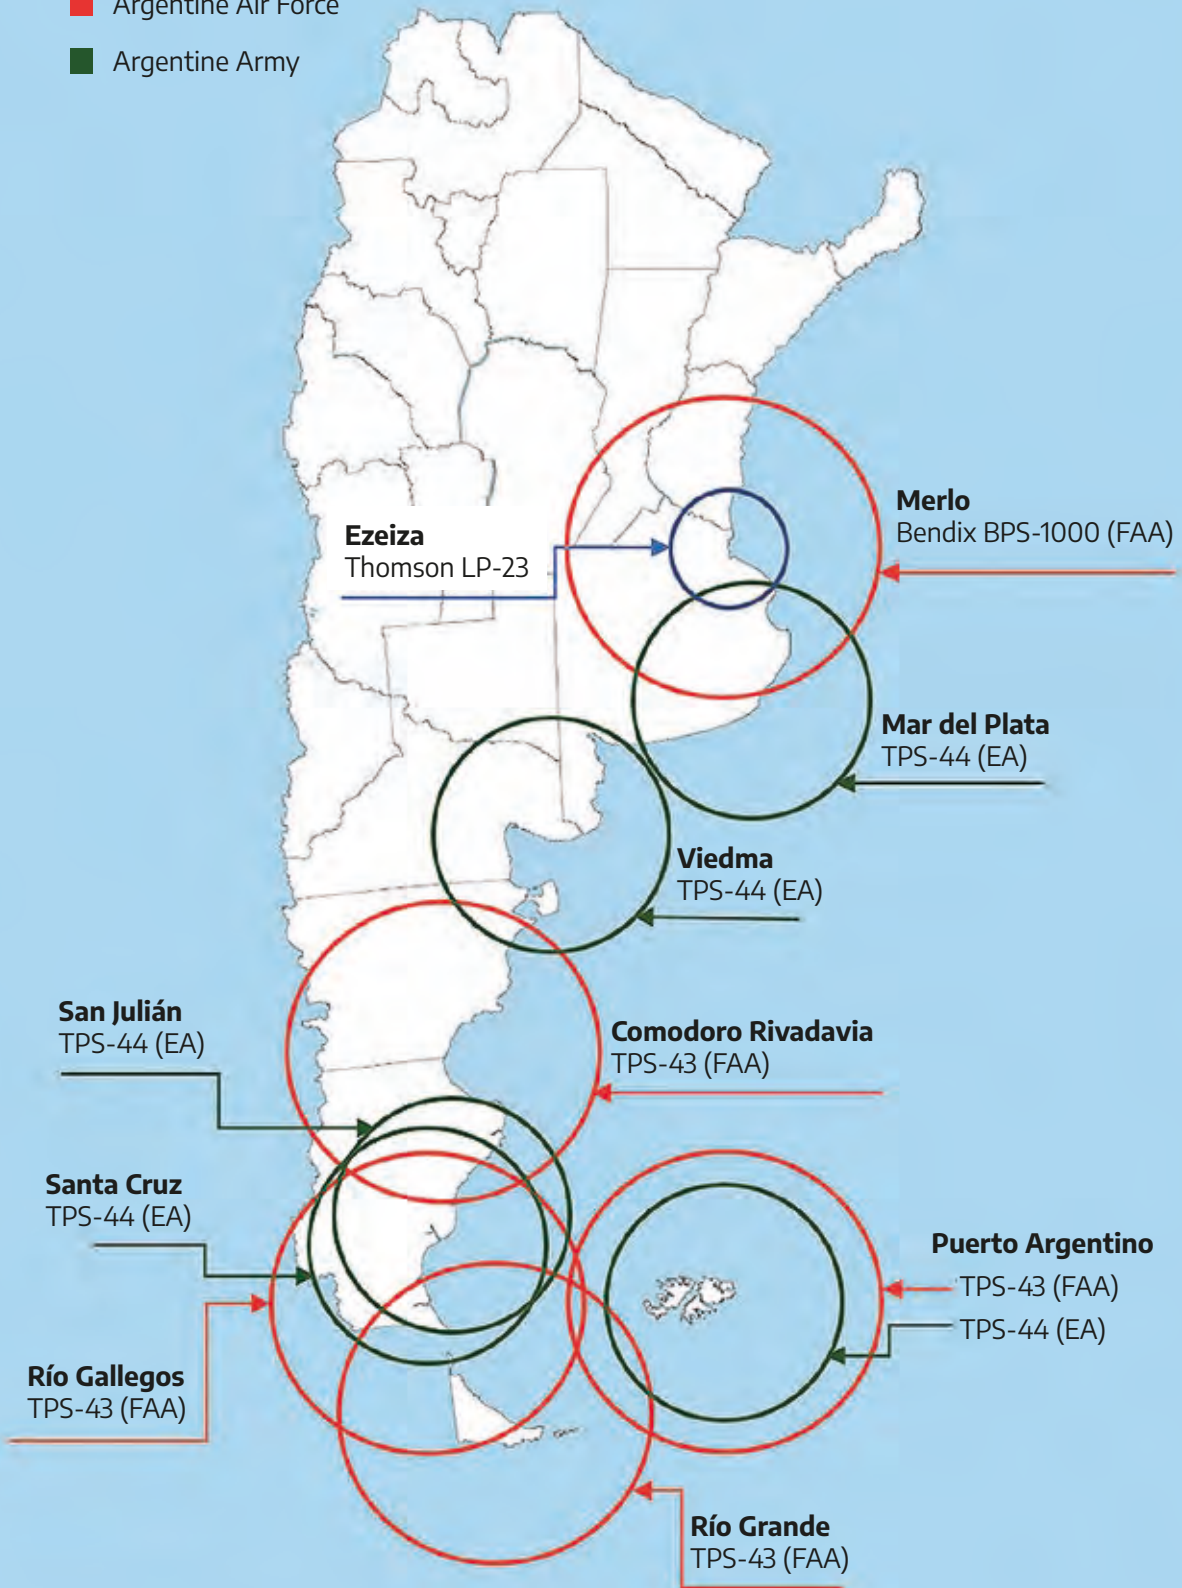 Argentine Air Force
Argentine Army
Merlo
Bendix BPS-1000 (FAA)
Ezeiza
Thomson LP-23
Mar del Plata
TPS-44 (EA)
Viedma
TPS-44 (EA)
San Julián
TPS-44 (EA)
Comodoro Rivadavia
TPS-43 (FAA)
Santa Cruz
TPS-44 (EA)
Puerto Argentino
TPS-43 (FAA)
TPS-44 (EA)
Río Gallegos
TPS-43 (FAA)
Río Grande
TPS-43 (FAA)